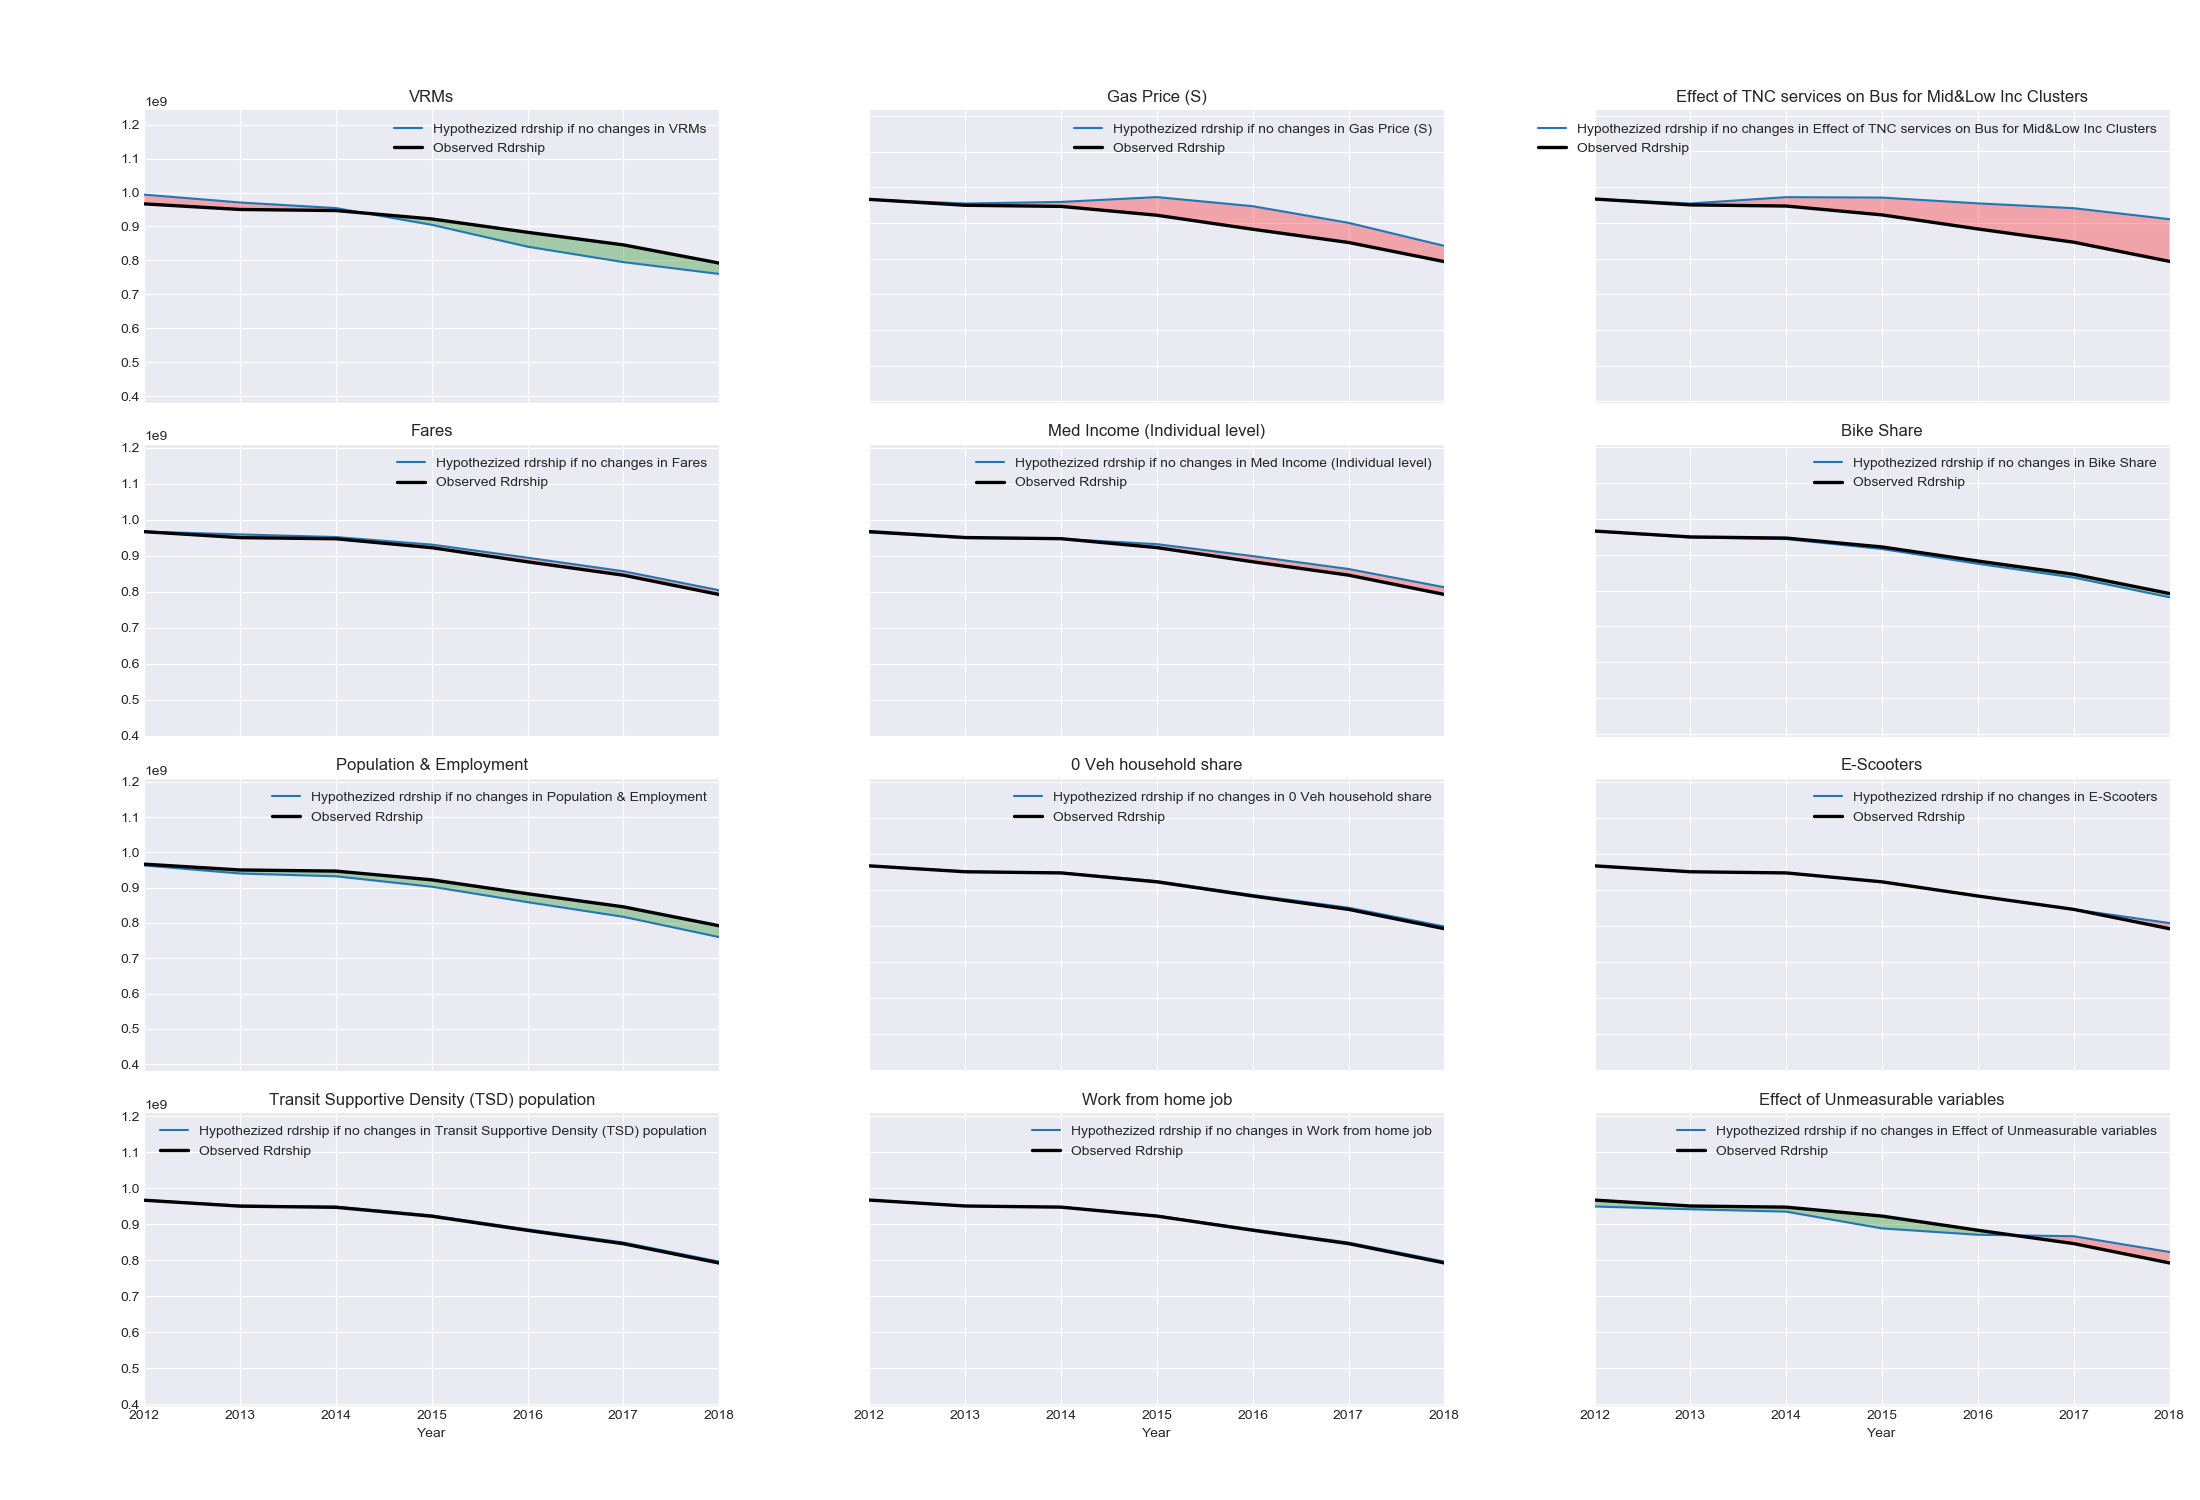 VRMs
1e9
Hypothezized rdrship if no changes in VRMs
Observed Rdrship
1.2
1.1
1.0
0.9
0.8
0.7
0.6
0.5
0.4
Gas Price (S)
Hypothezized rdrship if no changes in Gas Price (S)
Observed Rdrship
Effect of TNC services on Bus for Mid&Low Inc Clusters
Hypothezized rdrship if no changes in Effect of TNC services on Bus for Mid&Low Inc Clusters
Observed Rdrship
Fares
1e9
Hypothezized rdrship if no changes in Fares
Observed Rdrship
1.2
1.1
1.0
0.9
0.8
0.7
0.6
0.5
0.4
Med Income (Individual level)
Hypothezized rdrship if no changes in Med Income (Individual level)
Observed Rdrship
Bike Share
Hypothezized rdrship if no changes in Bike Share
Observed Rdrship
Population & Employment
1e9
Hypothezized rdrship if no changes in Population & Employment
Observed Rdrship
1.2
1.1
1.0
0.9
0.8
0.7
0.6
0.5
0.4
0 Veh household share
Hypothezized rdrship if no changes in 0 Veh household share
Observed Rdrship
E-Scooters
Hypothezized rdrship if no changes in E-Scooters
Observed Rdrship
Transit Supportive Density (TSD) population
1e9
Hypothezized rdrship if no changes in Transit Supportive Density (TSD) population
Observed Rdrship
1.2
1.1
1.0
0.9
0.8
0.7
0.6
0.5
0.4
2012 2013 2014 2015 2016 2017 2018
Year
Work from home job
Hypothezized rdrship if no changes in Work from home job
Observed Rdrship
2012 2013 2014 2015 2016 2017 2018
Year
Effect of Unmeasurable variables
Hypothezized rdrship if no changes in Effect of Unmeasurable variables
Observed Rdrship
2012 2013 2014 2015 2016 2017 2018
Year